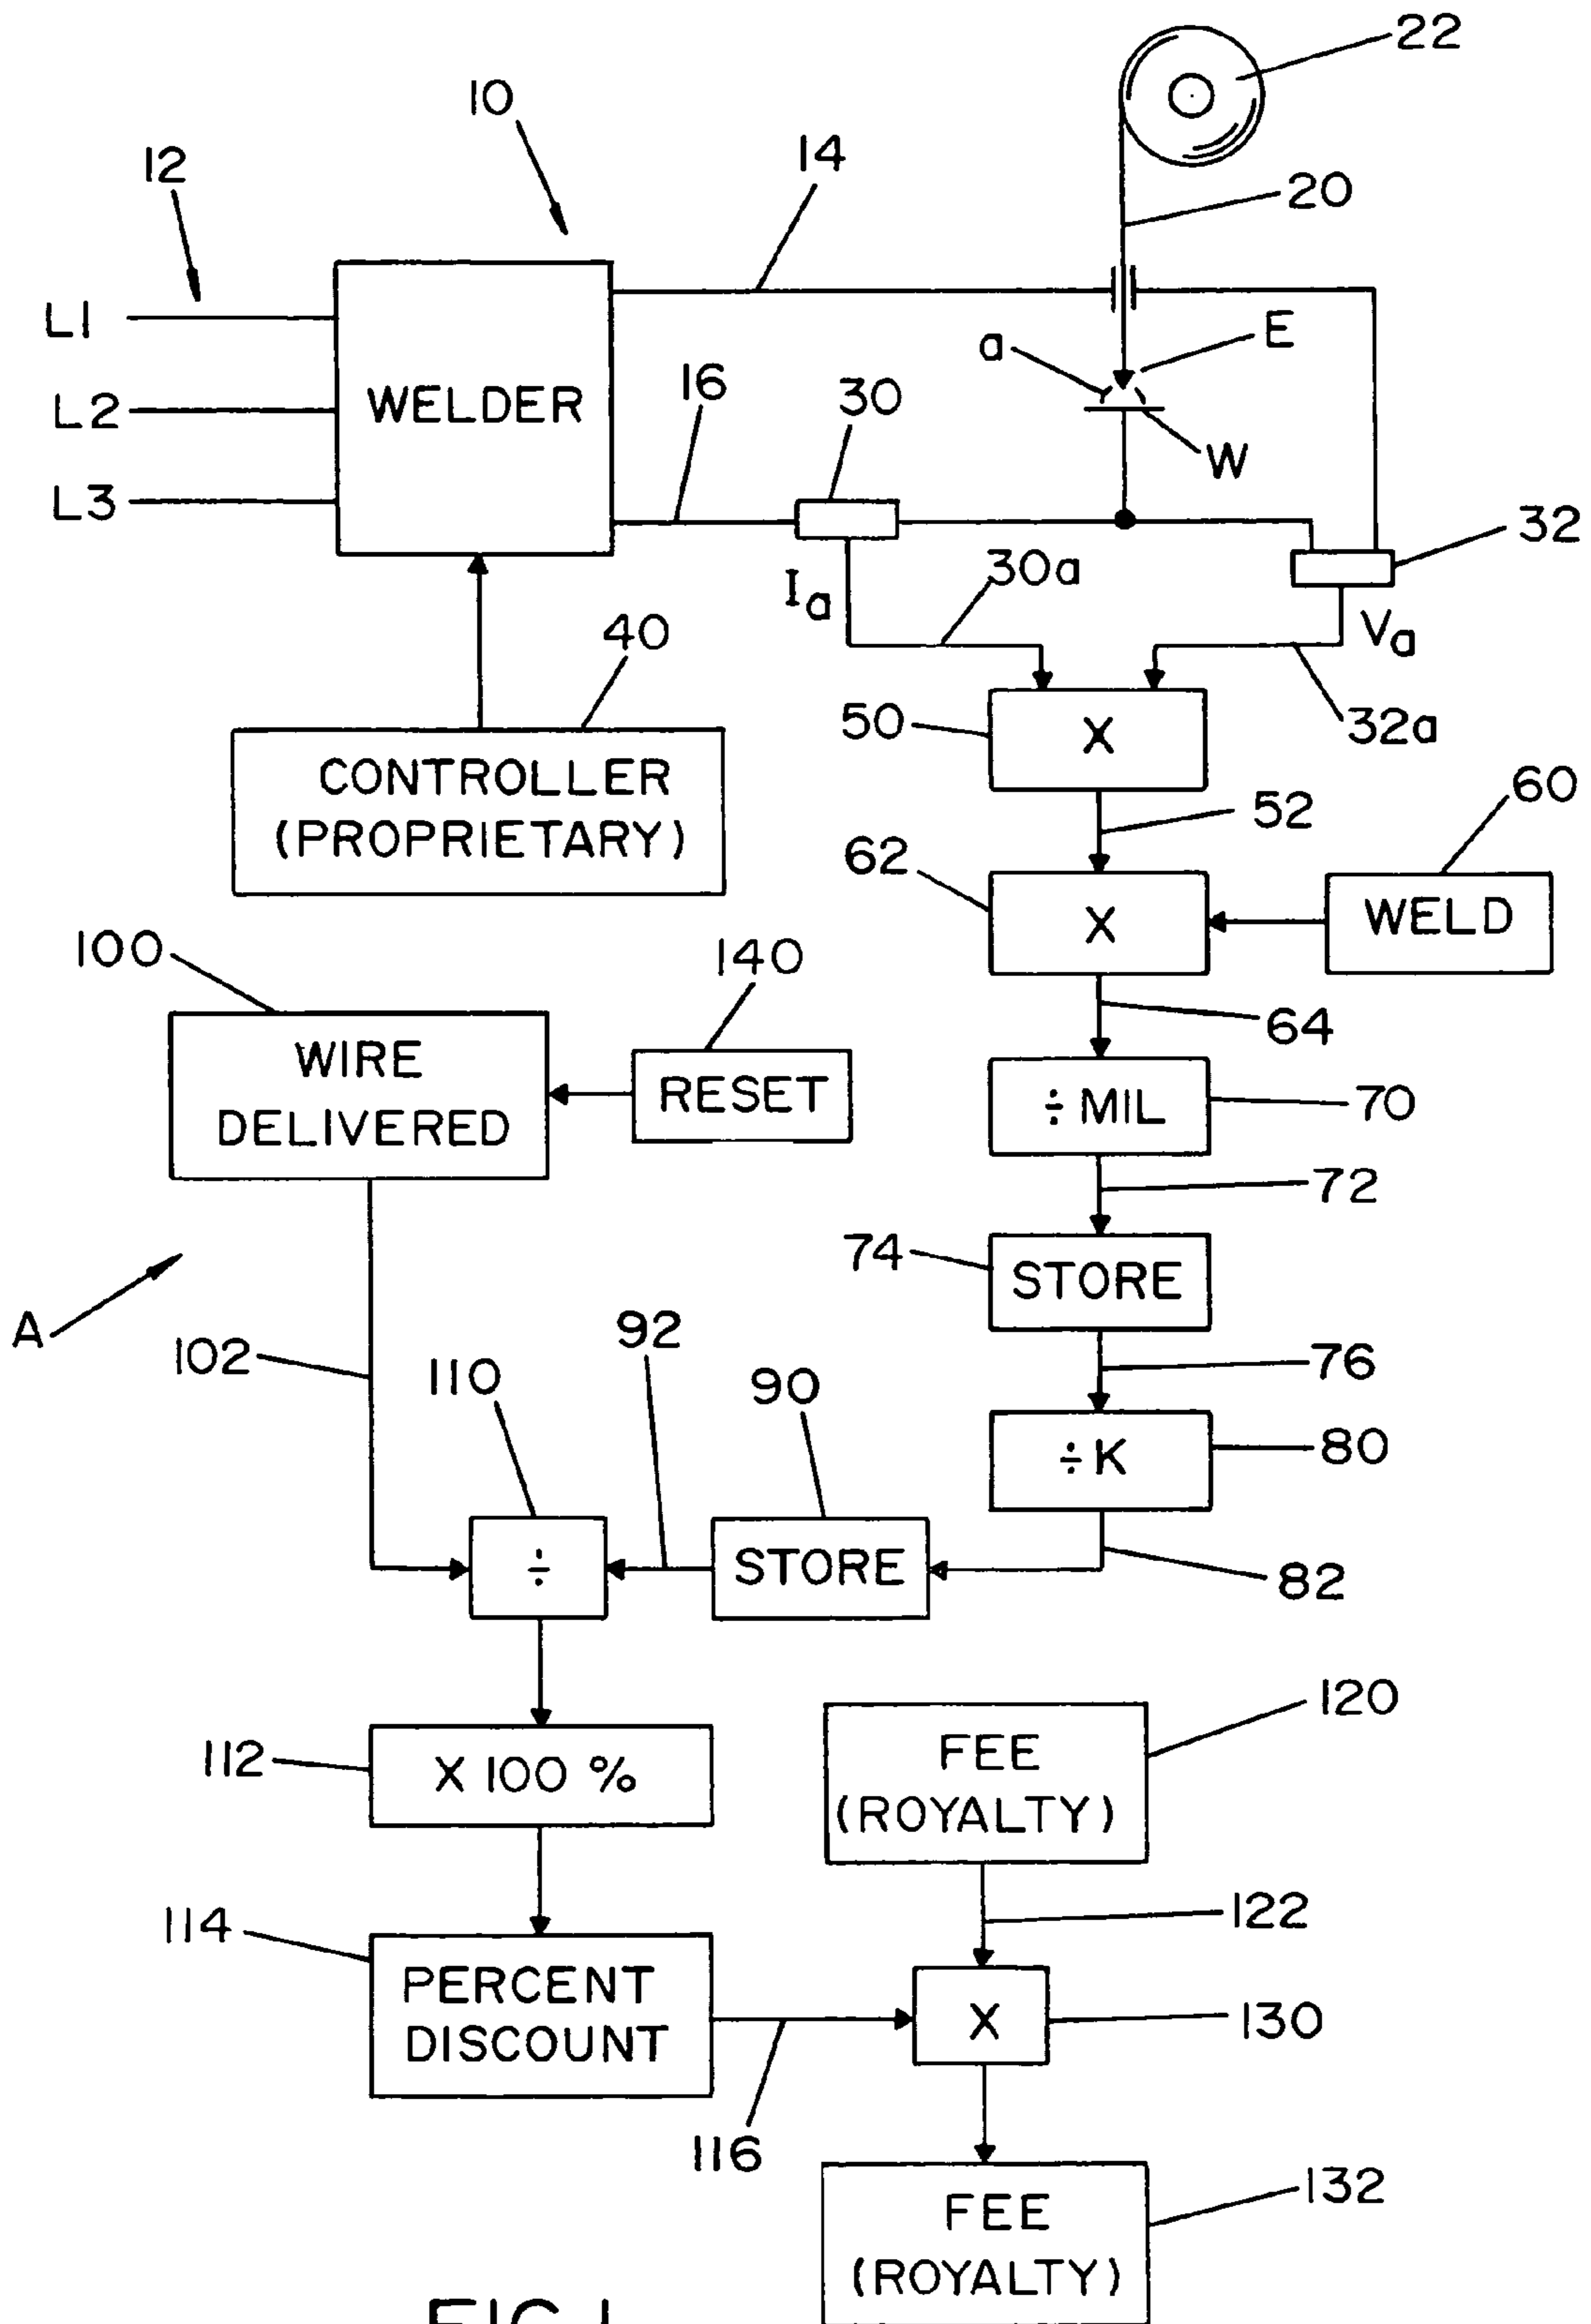 22
10
14
12
20
L1
a
E
16
30
L2
WELDER
W
L3
32
Ia
30a
Va
40
50
X
32a
CONTROLLER
(PROPRIETARY)
52
60
62
X
WELD
100
140
64
WIRE
DELIVERED
RESET
÷ MIL
70
72
74
STORE
A
102
92
76
110
90
÷ K
80
÷
STORE
82
120
112
X 100 %
FEE
(ROYALTY)
114
122
PERCENT
DISCOUNT
X
130
116
132
FEE
(ROYALTY)